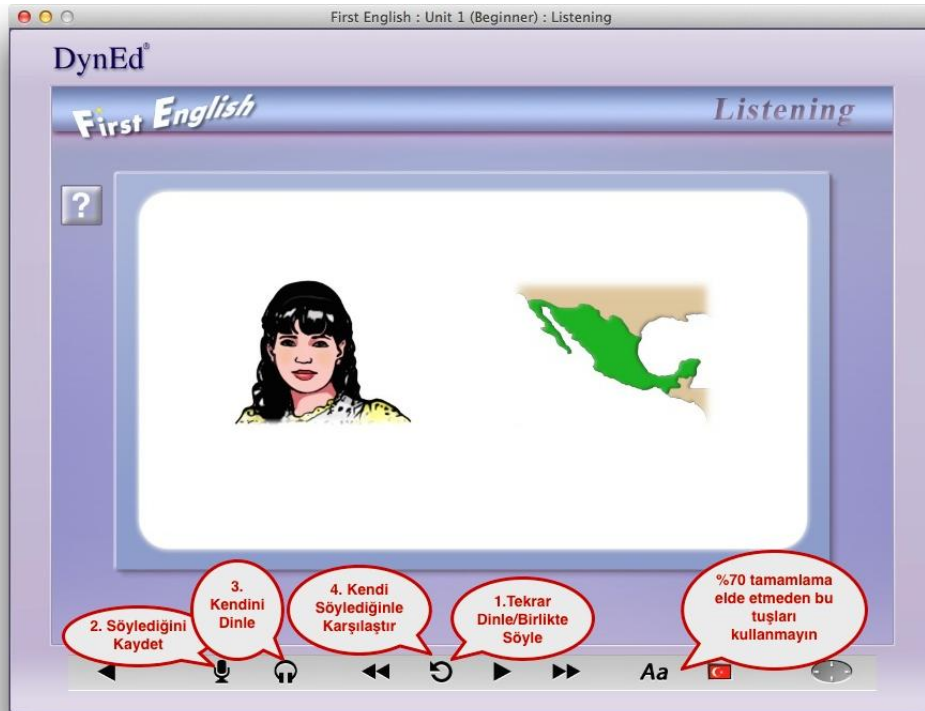 First English : Unit 1 (Beginner) : Listening
DynEd®
First English
Listening
?
2. Söylediğini
Kaydet
3.
Kendini
Dinle
4. Kendi
Söylediğinle
Karşılaştır
1.Tekrar
Dinle/Birlikte
Söyle
%70 tamamlama
elde etmeden bu
tuşları
kullanmayın
Aa